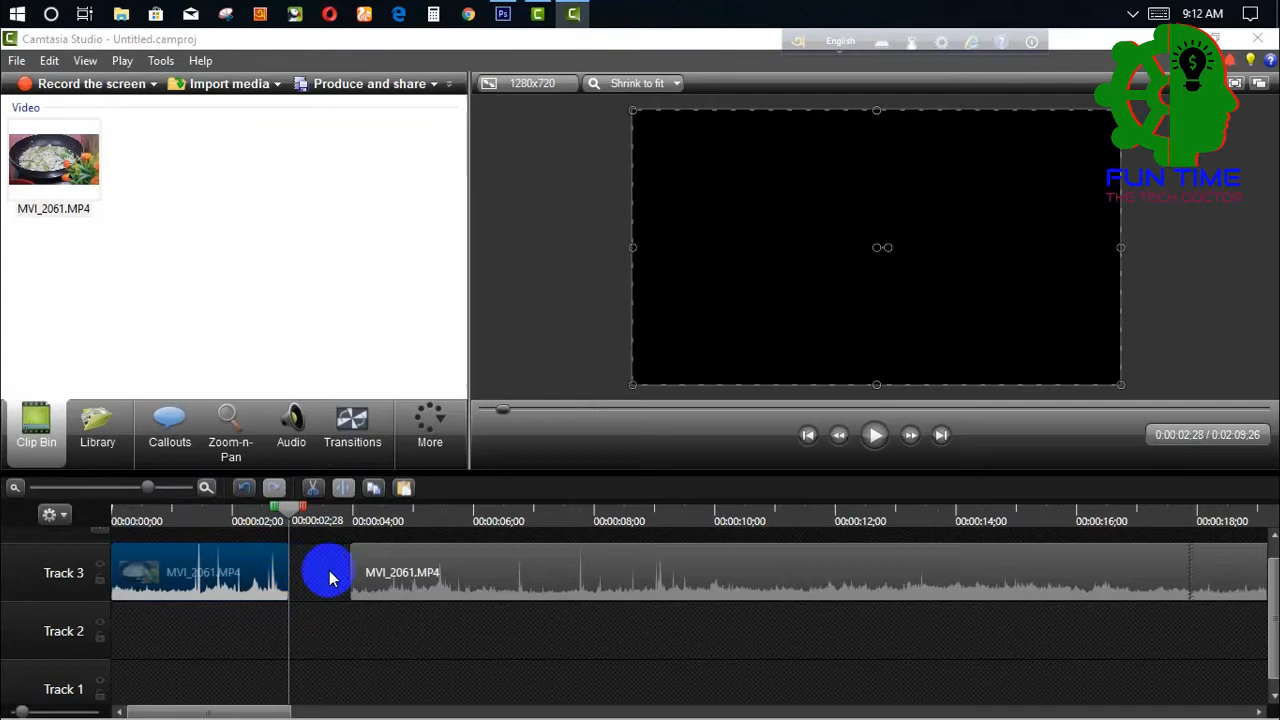 9:12 AM
Camtasia Studio - Untitled.camproj
English
File Edit View Play Tools Help
Record the screen Import media Produce and share 1280x720 Shrink to fit
Video
MVI_2061.MP4
FUN TIME
THE TECH DOCTOR
Clip Bin Library Callouts Zoom-n-Pan Audio Transitions More
0:00:02:28 / 0:02:09:26
00:00:00;00 00:00:02;00 00:00:02;28 00:00:04;00 00:00:06;00 00:00:08;00 00:00:10;00 00:00:12;00 00:00:14;00 00:00:16;00 00:00:18;00
Track 3 MVI_2061.MP4 MVI_2061.MP4
Track 2
Track 1